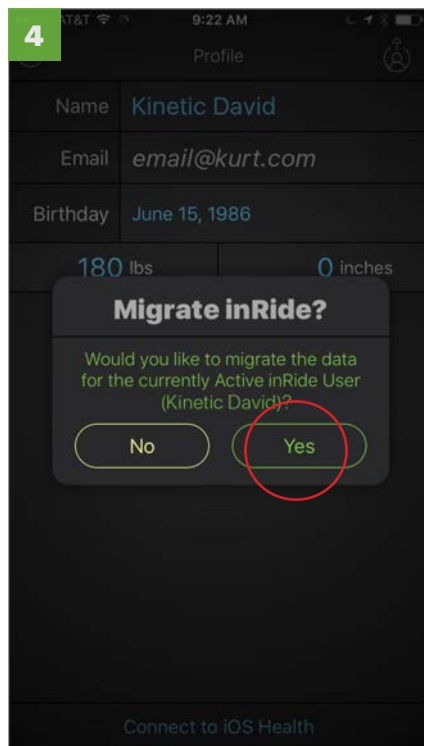 4
AT&T 9:22 AM
Profile
Name Kinetic David
Email email@kurt.com
Birthday June 15, 1986
180 lbs 0 inches
Migrate inRide?
Would you like to migrate the data
for the currently Active inRide User
(Kinetic David)?
No Yes
Connect to iOS Health